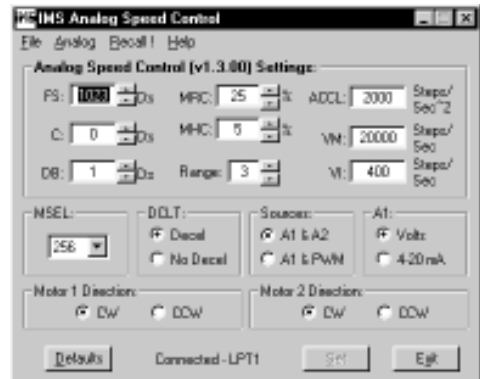 IMS Analog Speed Control
File Analog Recall! Help
Analog Speed Control (v1.3.00) Settings:
FS: 1023 Ds MRC: 25 % ACCL: 2000 Steps/Sec^2
C: 0 Ds MHC: 5 % VM: 20000 Steps/Sec
DB: 1 Ds Range: 3 VI: 400 Steps/Sec
MSEL: DCLT: Sources: A1:
256 Decel A1 & A2 Volts
No Decel A1 & PWM 4-20 mA
Motor 1 Direction: Motor 2 Direction:
CW CCW CW CCW
Defaults Connected - LPT1 Set Exit